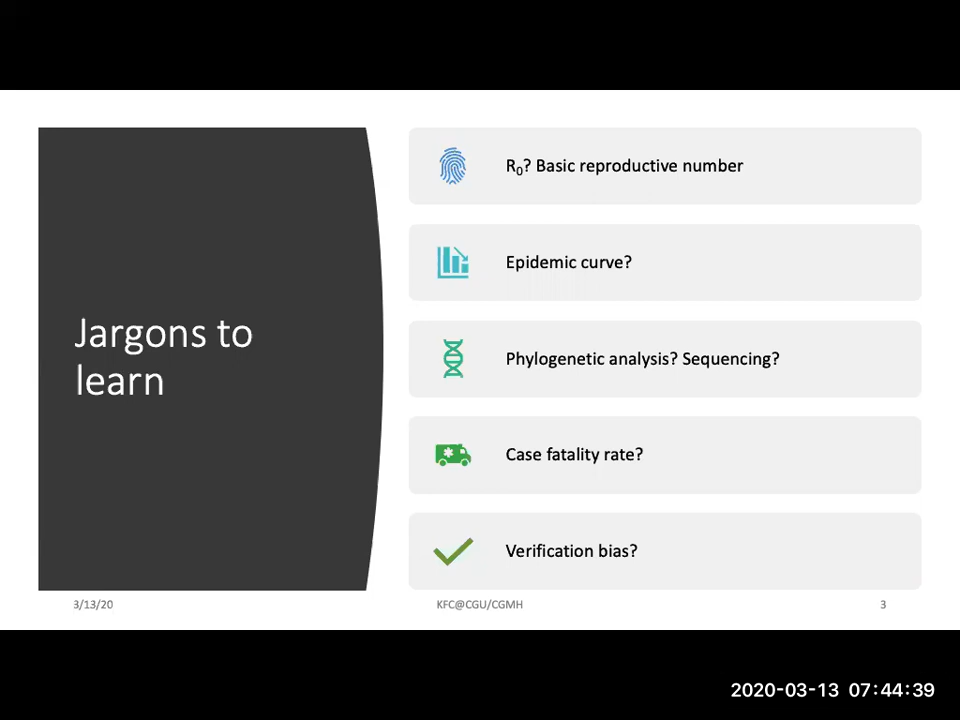 Jargons to
learn
R₀? Basic reproductive number
Epidemic curve?
Phylogenetic analysis? Sequencing?
Case fatality rate?
Verification bias?
3/13/20
KFC@CGU/CGMH
3
2020-03-13 07:44:39